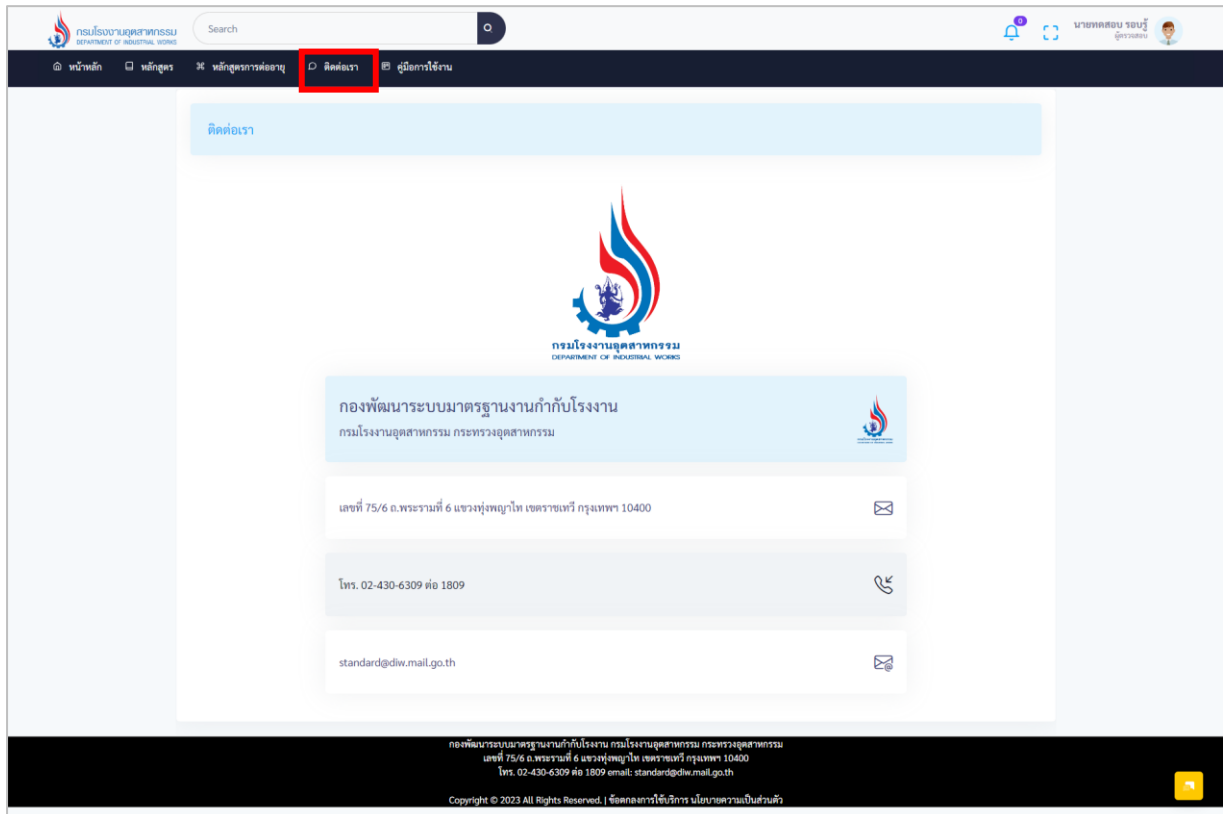 กรมโรงงานอุตสาหกรรม
DEPARTMENT OF INDUSTRIAL WORKS
Search
0
นายทดสอบ รอบรู้
ผู้ตรวจสอบ
หน้าหลัก
หลักสูตร
หลักสูตรการต่ออายุ
ติดต่อเรา
คู่มือการใช้งาน
ติดต่อเรา
กรมโรงงานอุตสาหกรรม
DEPARTMENT OF INDUSTRIAL WORKS
กองพัฒนาระบบมาตรฐานงานกำกับโรงงาน
กรมโรงงานอุตสาหกรรม กระทรวงอุตสาหกรรม
เลขที่ 75/6 ถ.พระรามที่ 6 แขวงทุ่งพญาไท เขตราชเทวี กรุงเทพฯ 10400
โทร. 02-430-6309 ต่อ 1809
standard@diw.mail.go.th
กองพัฒนาระบบมาตรฐานงานกำกับโรงงาน กรมโรงงานอุตสาหกรรม กระทรวงอุตสาหกรรม
เลขที่ 75/6 ถ.พระรามที่ 6 แขวงทุ่งพญาไท เขตราชเทวี กรุงเทพฯ 10400
โทร. 02-430-6309 ต่อ 1809 email: standard@diw.mail.go.th
Copyright © 2023 All Rights Reserved. | ข้อตกลงการใช้บริการ นโยบายความเป็นส่วนตัว